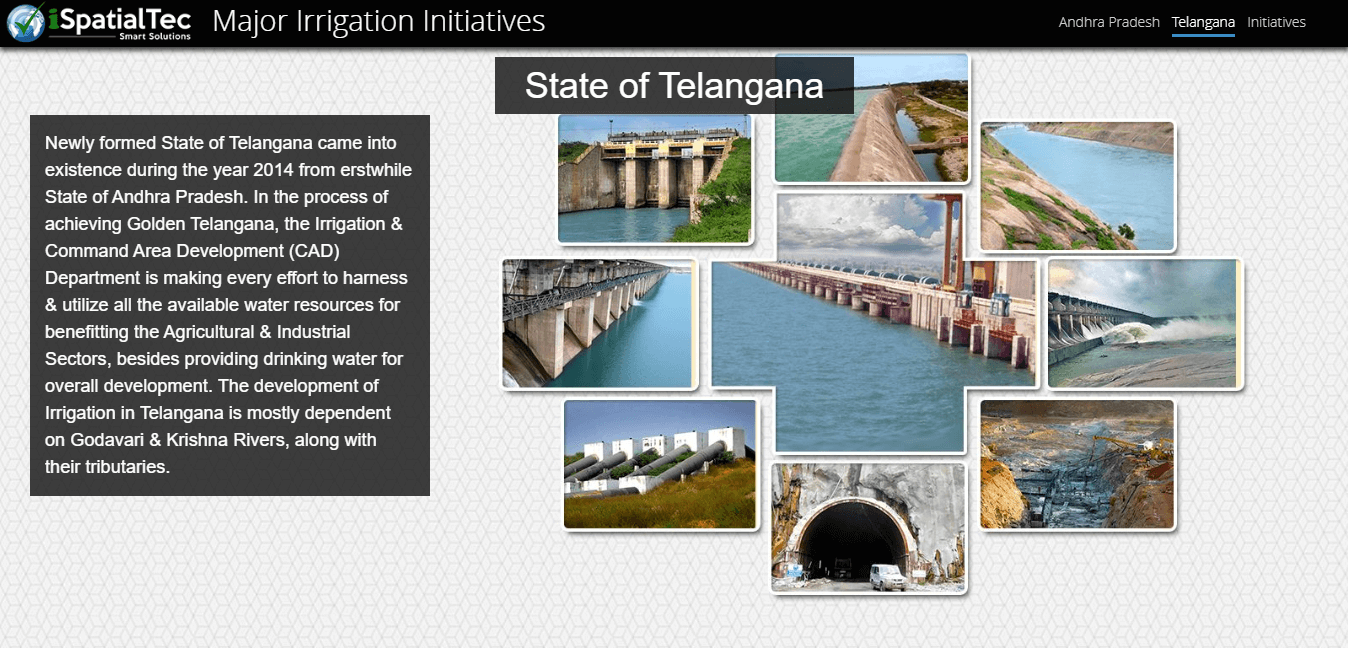 iSpatialTec
Smart Solutions
Major Irrigation Initiatives
Andhra Pradesh
Telangana
Initiatives
State of Telangana
Newly formed State of Telangana came into
existence during the year 2014 from erstwhile
State of Andhra Pradesh. In the process of
achieving Golden Telangana, the Irrigation &
Command Area Development (CAD)
Department is making every effort to harness
& utilize all the available water resources for
benefitting the Agricultural & Industrial
Sectors, besides providing drinking water for
overall development. The development of
Irrigation in Telangana is mostly dependent
on Godavari & Krishna Rivers, along with
their tributaries.